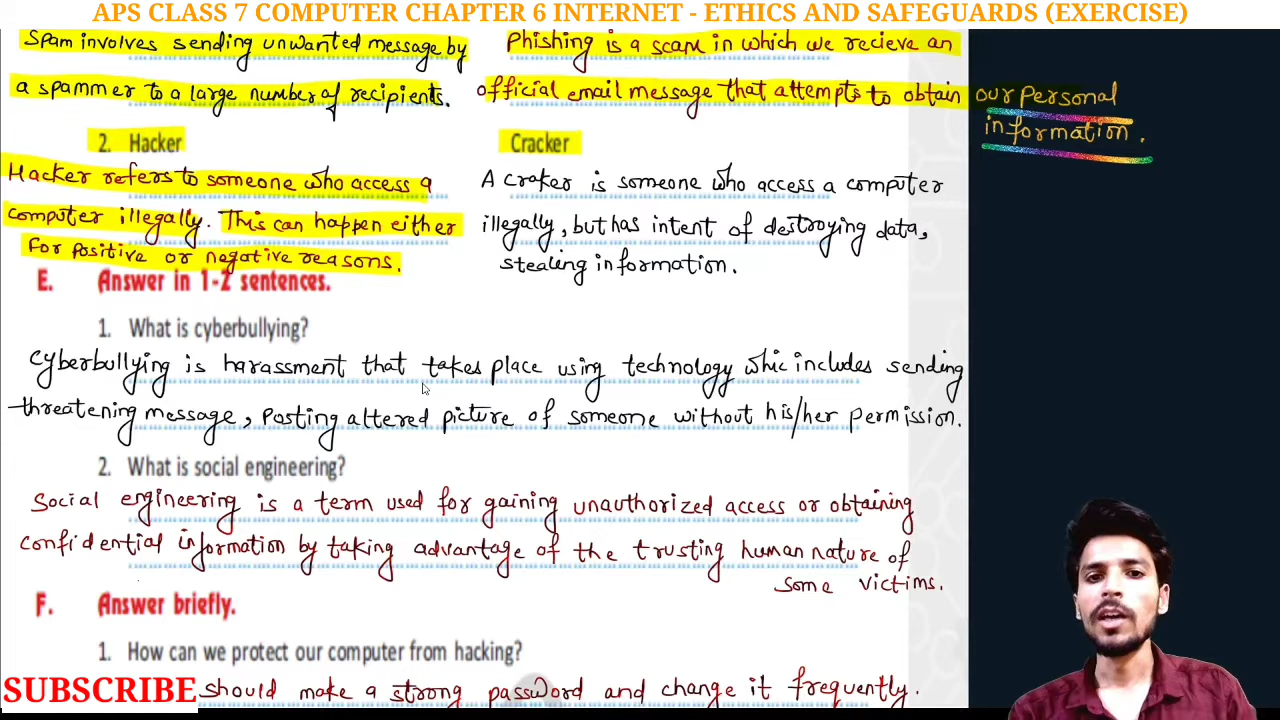 APS CLASS 7 COMPUTER CHAPTER 6 INTERNET - ETHICS AND SAFEGUARDS (EXERCISE)
Spam involves sending unwanted message by
a spammer to a large number of recipients.
Phishing is a scam in which we recieve an
official email message that attempts to obtain our personal
information.
2. Hacker
Cracker
Hacker refers to someone who access a
computer illegally. This can happen either
for positive or negative reasons.
A craker is someone who access a computer
illegally, but has intent of destroying data,
stealing information.
E. Answer in 1-2 sentences.
1. What is cyberbullying?
Cyberbullying is harassment that takes place using technology whic includes sending
threatening message, Posting altered picture of someone without his/her permission.
2. What is social engineering?
Social engineering is a term used for gaining unauthorized access or obtaining
confidential information by taking advantage of the trusting human nature of
some victims.
F. Answer briefly.
1. How can we protect our computer from hacking?
SUBSCRIBE should make a strong password and change it frequently.